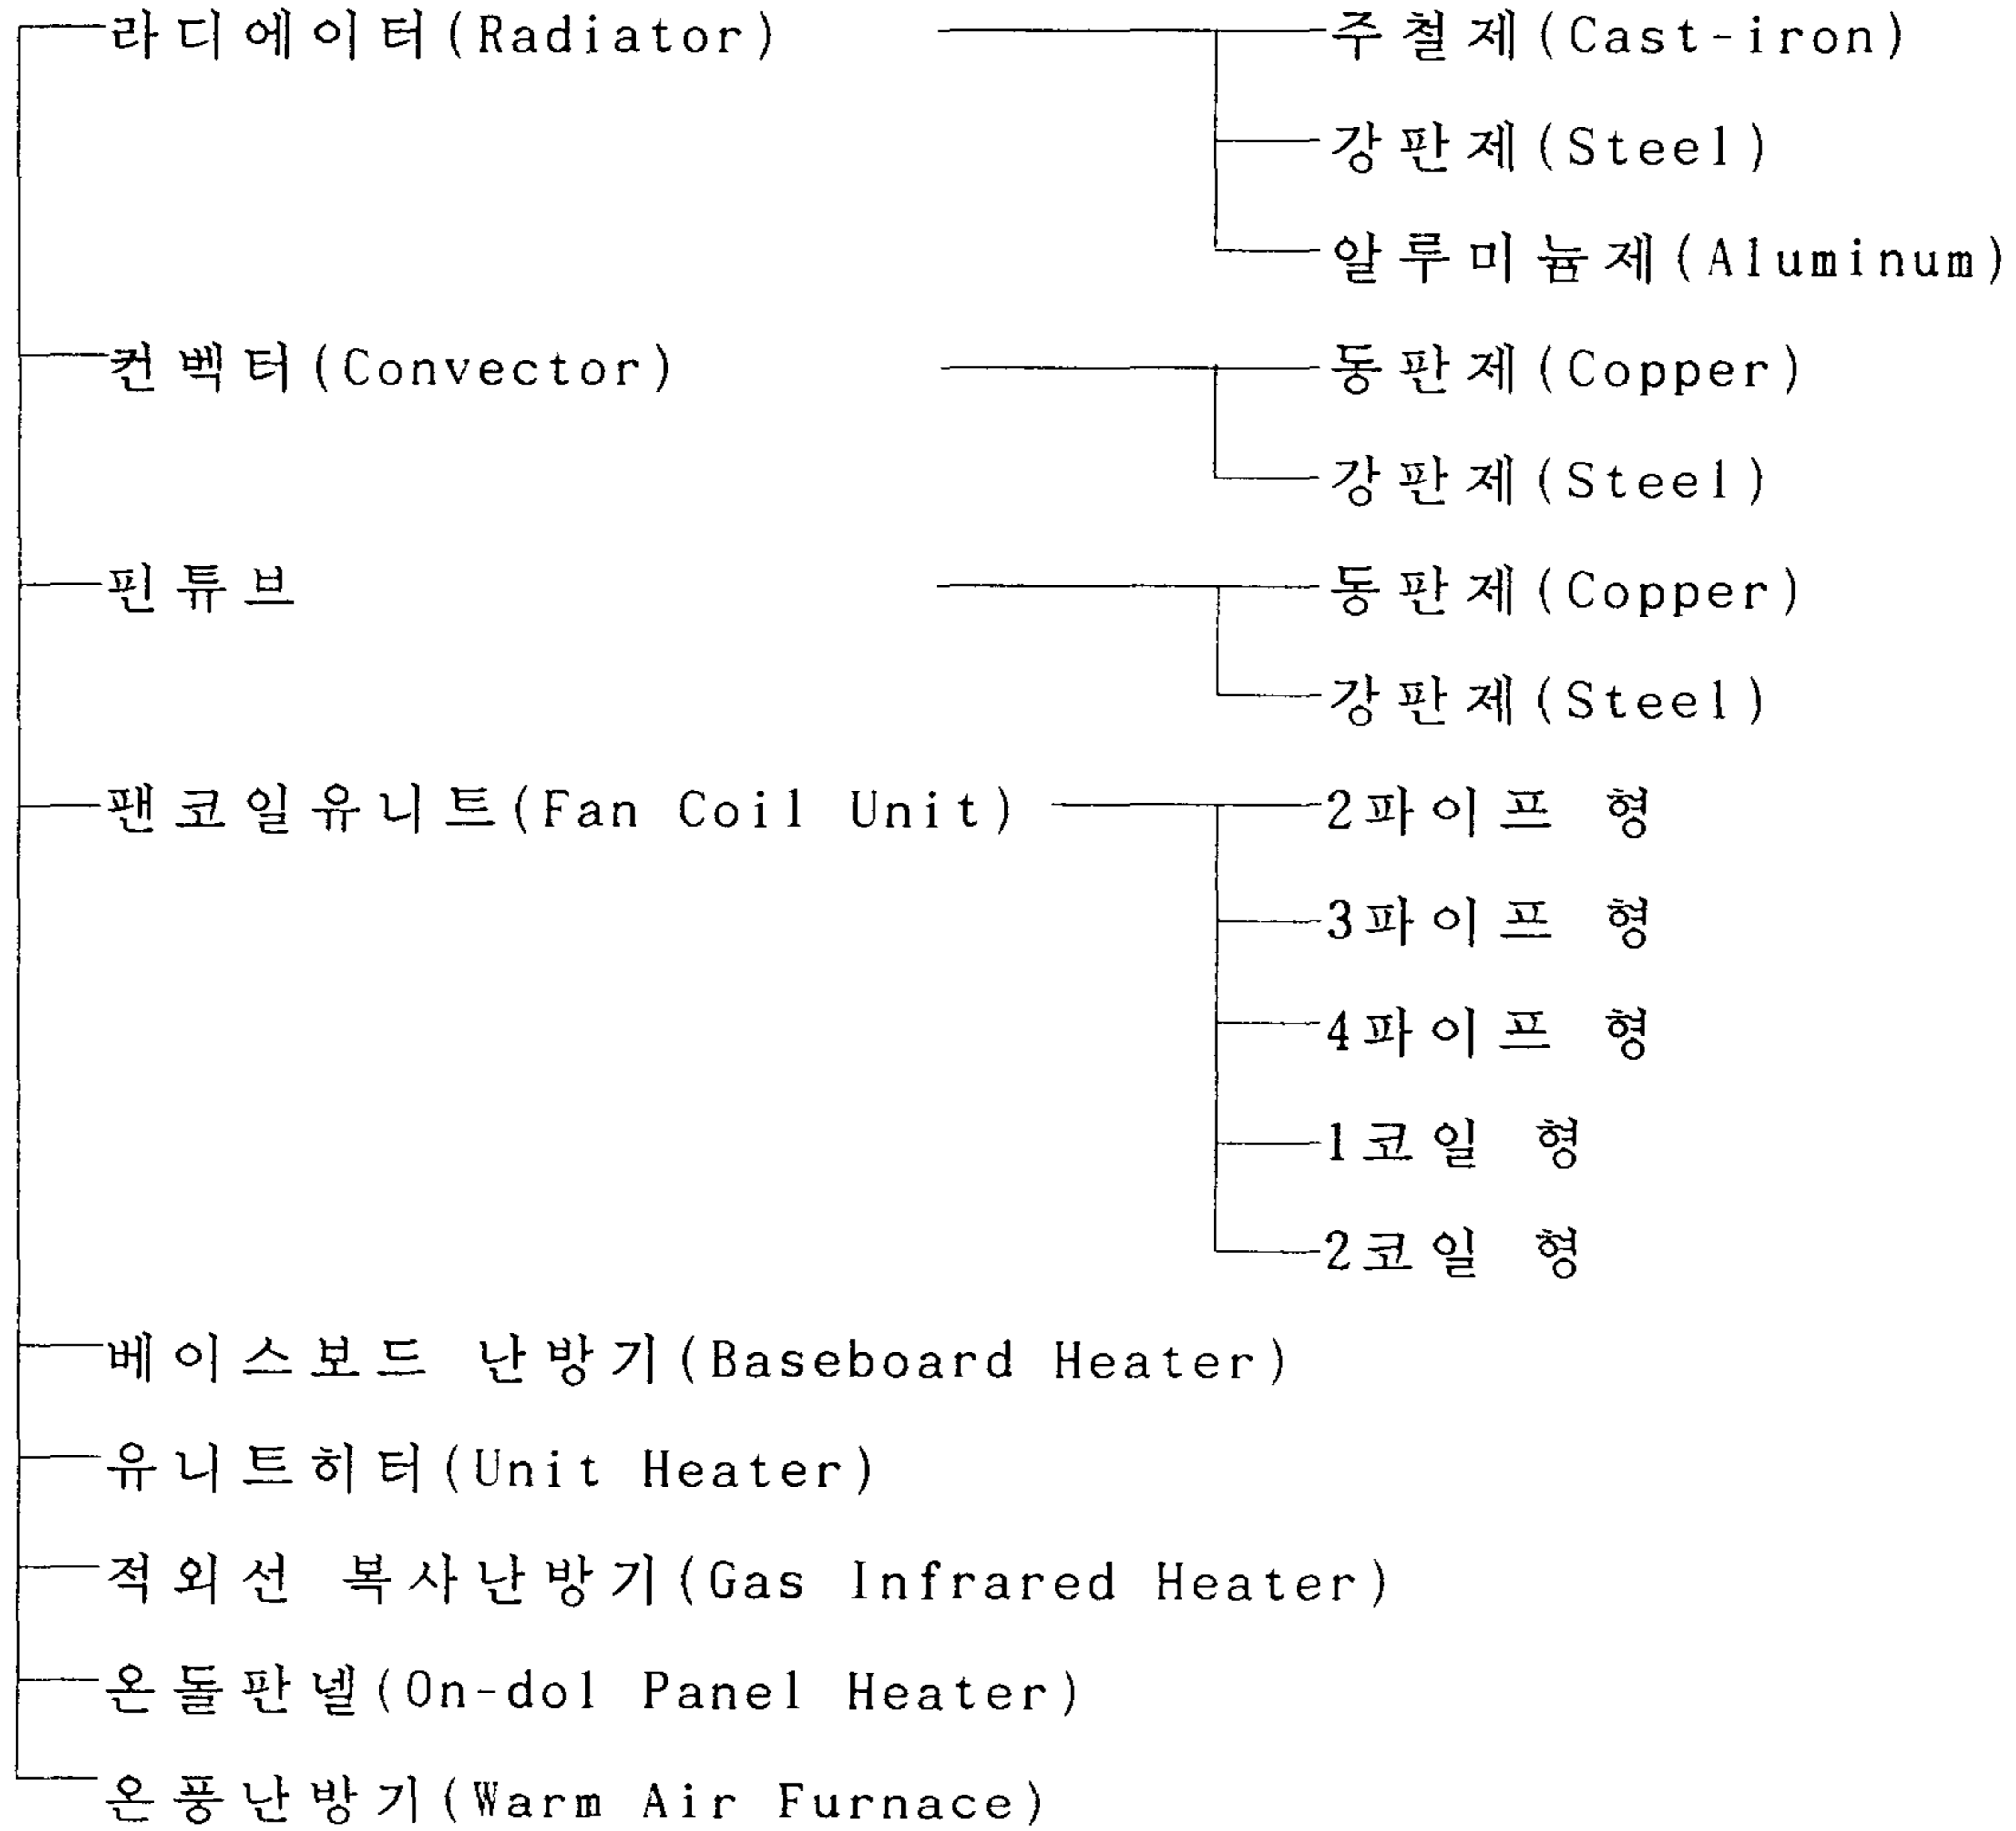 라디에이터(Radiator) 주철제(Cast-iron)
강판제(Steel)
알루미늄제(Aluminum)
컨벡터(Convector) 동판제(Copper)
강판제(Steel)
핀튜브 동판제(Copper)
강판제(Steel)
팬코일유니트(Fan Coil Unit) 2파이프 형
3파이프 형
4파이프 형
1코일 형
2코일 형
베이스보드 난방기(Baseboard Heater)
유니트히터(Unit Heater)
적외선 복사난방기(Gas Infrared Heater)
온돌판넬(On-dol Panel Heater)
온풍난방기(Warm Air Furnace)